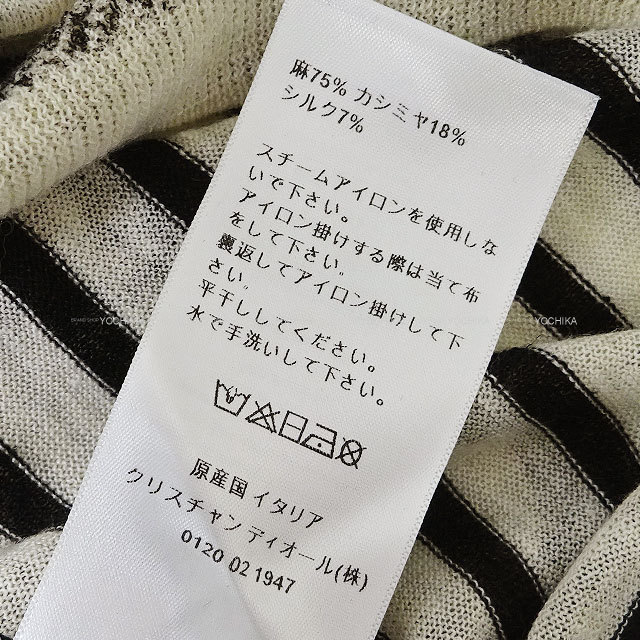 麻75% カシミヤ18%
シルク7%
スチームアイロンを使用しな
いで下さい。
アイロン掛けする際は当て布
をして下さい。
裏返してアイロン掛けして下
さい。
平干ししてください。
水で手洗いして下さい。
原産国 イタリア
クリスチャン ディオール(株)
0120 02 1947
BRAND SHOP YOCHIKA
YOCHIKA